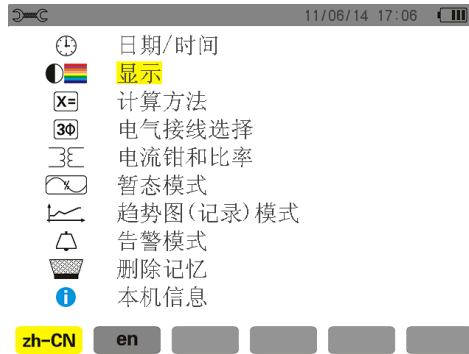 11/06/14 17:06
日期/时间
显示
X= 计算方法
3Φ 电气接线选择
电流钳和比率
暂态模式
趋势图(记录)模式
告警模式
删除记忆
i 本机信息
zh-CN en